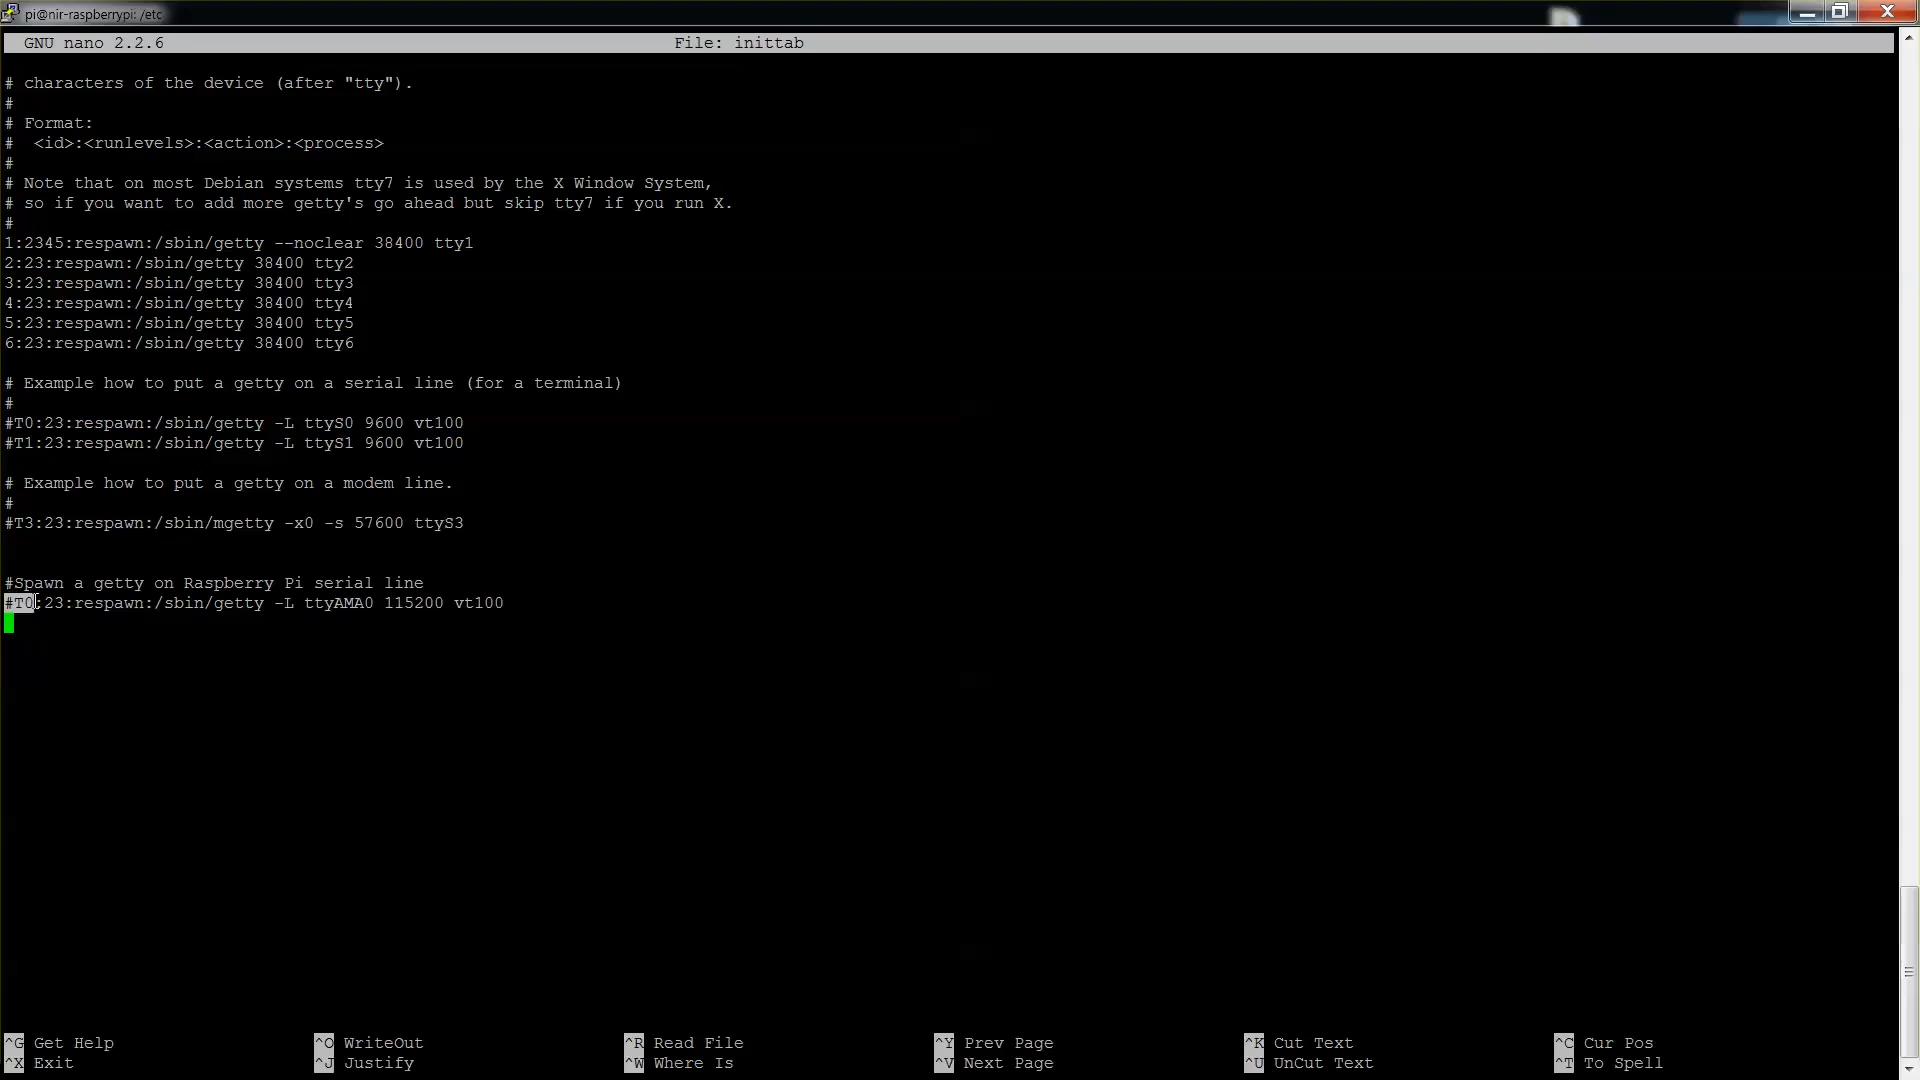 pi@nir-raspberrypi: /etc
GNU nano 2.2.6 File: inittab
# characters of the device (after "tty").
#
# Format:
#  <id>:<runlevels>:<action>:<process>
#
# Note that on most Debian systems tty7 is used by the X Window System,
# so if you want to add more getty's go ahead but skip tty7 if you run X.
#
1:2345:respawn:/sbin/getty --noclear 38400 tty1
2:23:respawn:/sbin/getty 38400 tty2
3:23:respawn:/sbin/getty 38400 tty3
4:23:respawn:/sbin/getty 38400 tty4
5:23:respawn:/sbin/getty 38400 tty5
6:23:respawn:/sbin/getty 38400 tty6
# Example how to put a getty on a serial line (for a terminal)
#
#T0:23:respawn:/sbin/getty -L ttyS0 9600 vt100
#T1:23:respawn:/sbin/getty -L ttyS1 9600 vt100
# Example how to put a getty on a modem line.
#
#T3:23:respawn:/sbin/mgetty -x0 -s 57600 ttyS3
#Spawn a getty on Raspberry Pi serial line
#T0:23:respawn:/sbin/getty -L ttyAMA0 115200 vt100
^G Get Help ^O WriteOut ^R Read File ^Y Prev Page ^K Cut Text ^C Cur Pos
^X Exit ^J Justify ^W Where Is ^V Next Page ^U UnCut Text ^T To Spell